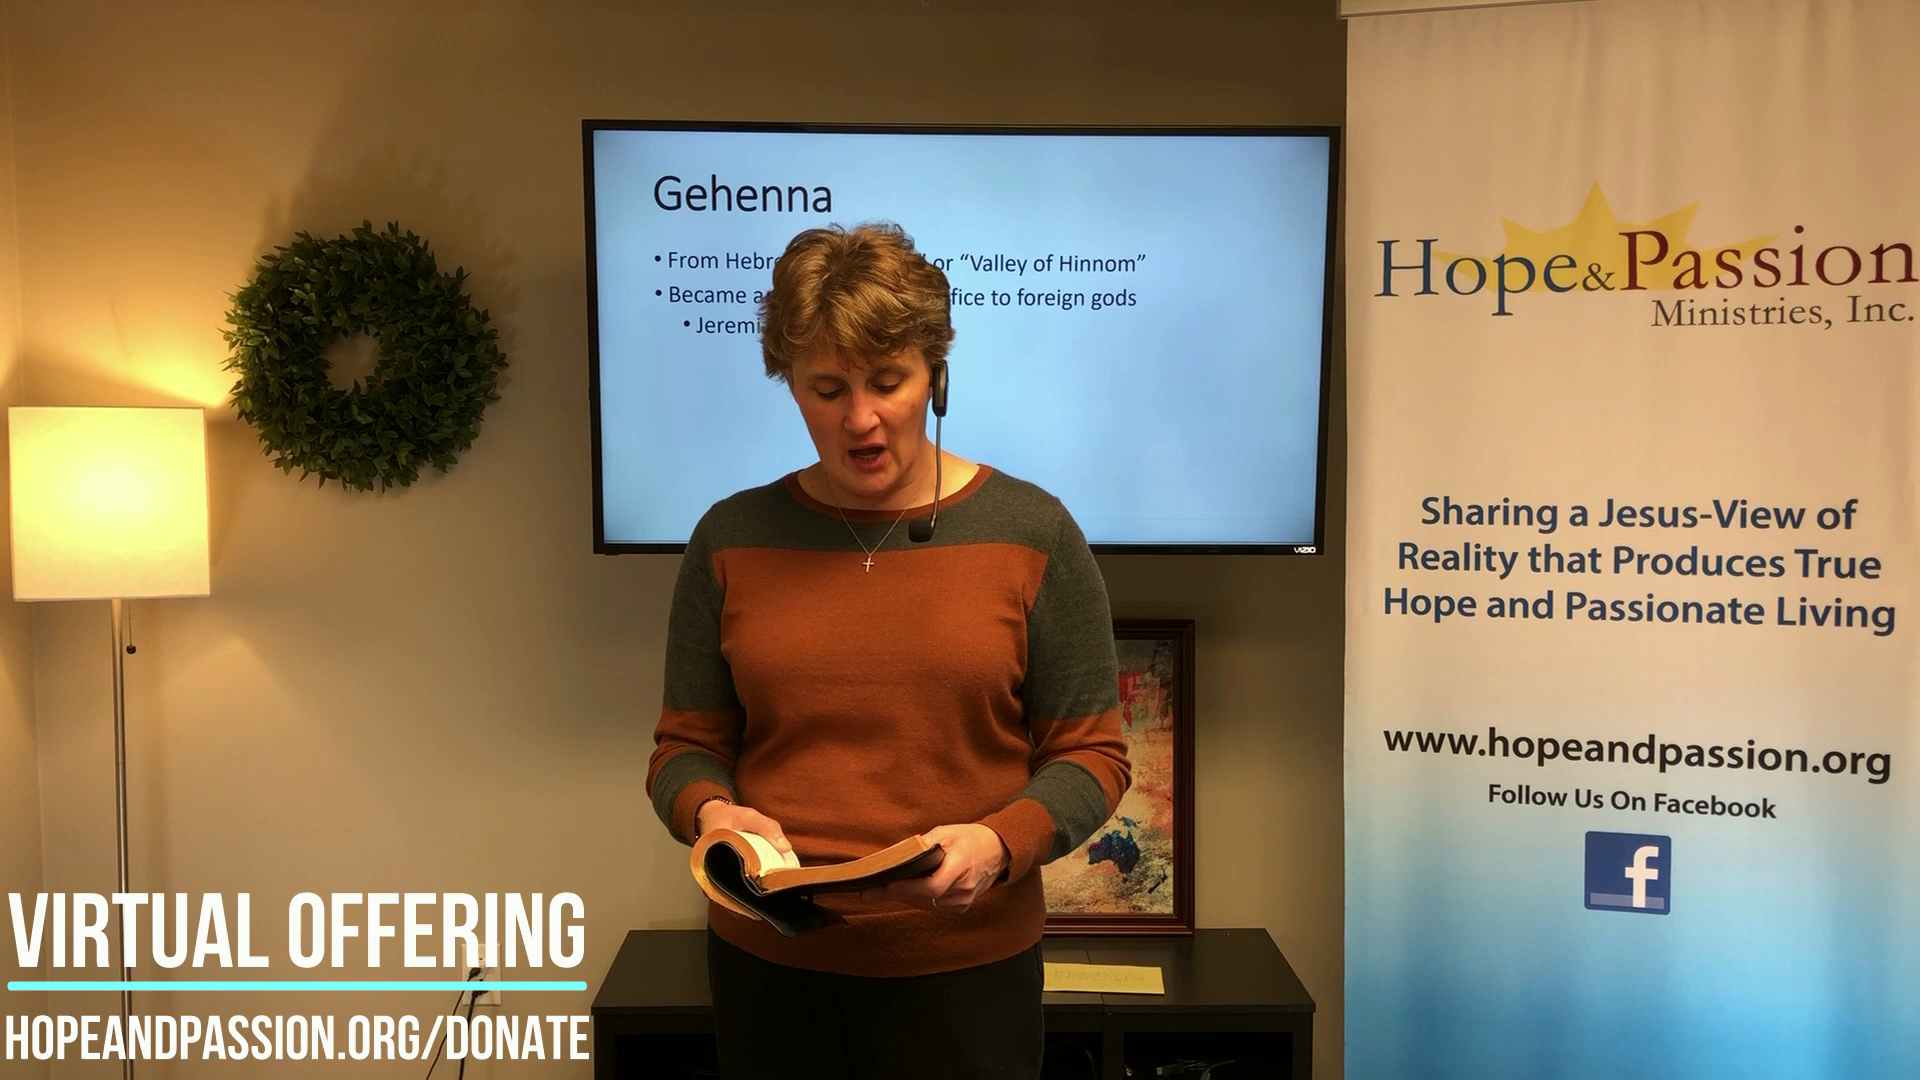 Gehenna
• From Hebr or “Valley of Hinnom”
• Became a fice to foreign gods
• Jeremi
VIZIO
Hope&Passion
Ministries, Inc.
Sharing a Jesus-View of
Reality that Produces True
Hope and Passionate Living
www.hopeandpassion.org
Follow Us On Facebook
f
VIRTUAL OFFERING
HOPEANDPASSION.ORG/DONATE